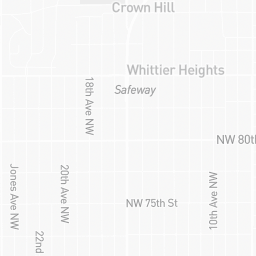 Crown Hill
Whittier Heights
Safeway
18th Ave NW
NW 80th
Jones Ave NW
20th Ave NW
10th Ave NW
NW 75th St
22nd